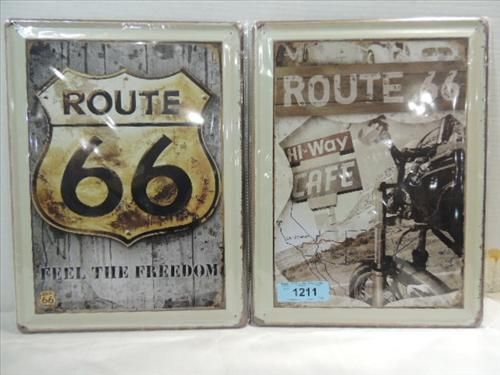 ROUTE
66
FEEL THE FREEDOM
66
ROUTE 66
Hi-Way
CAFE
1211